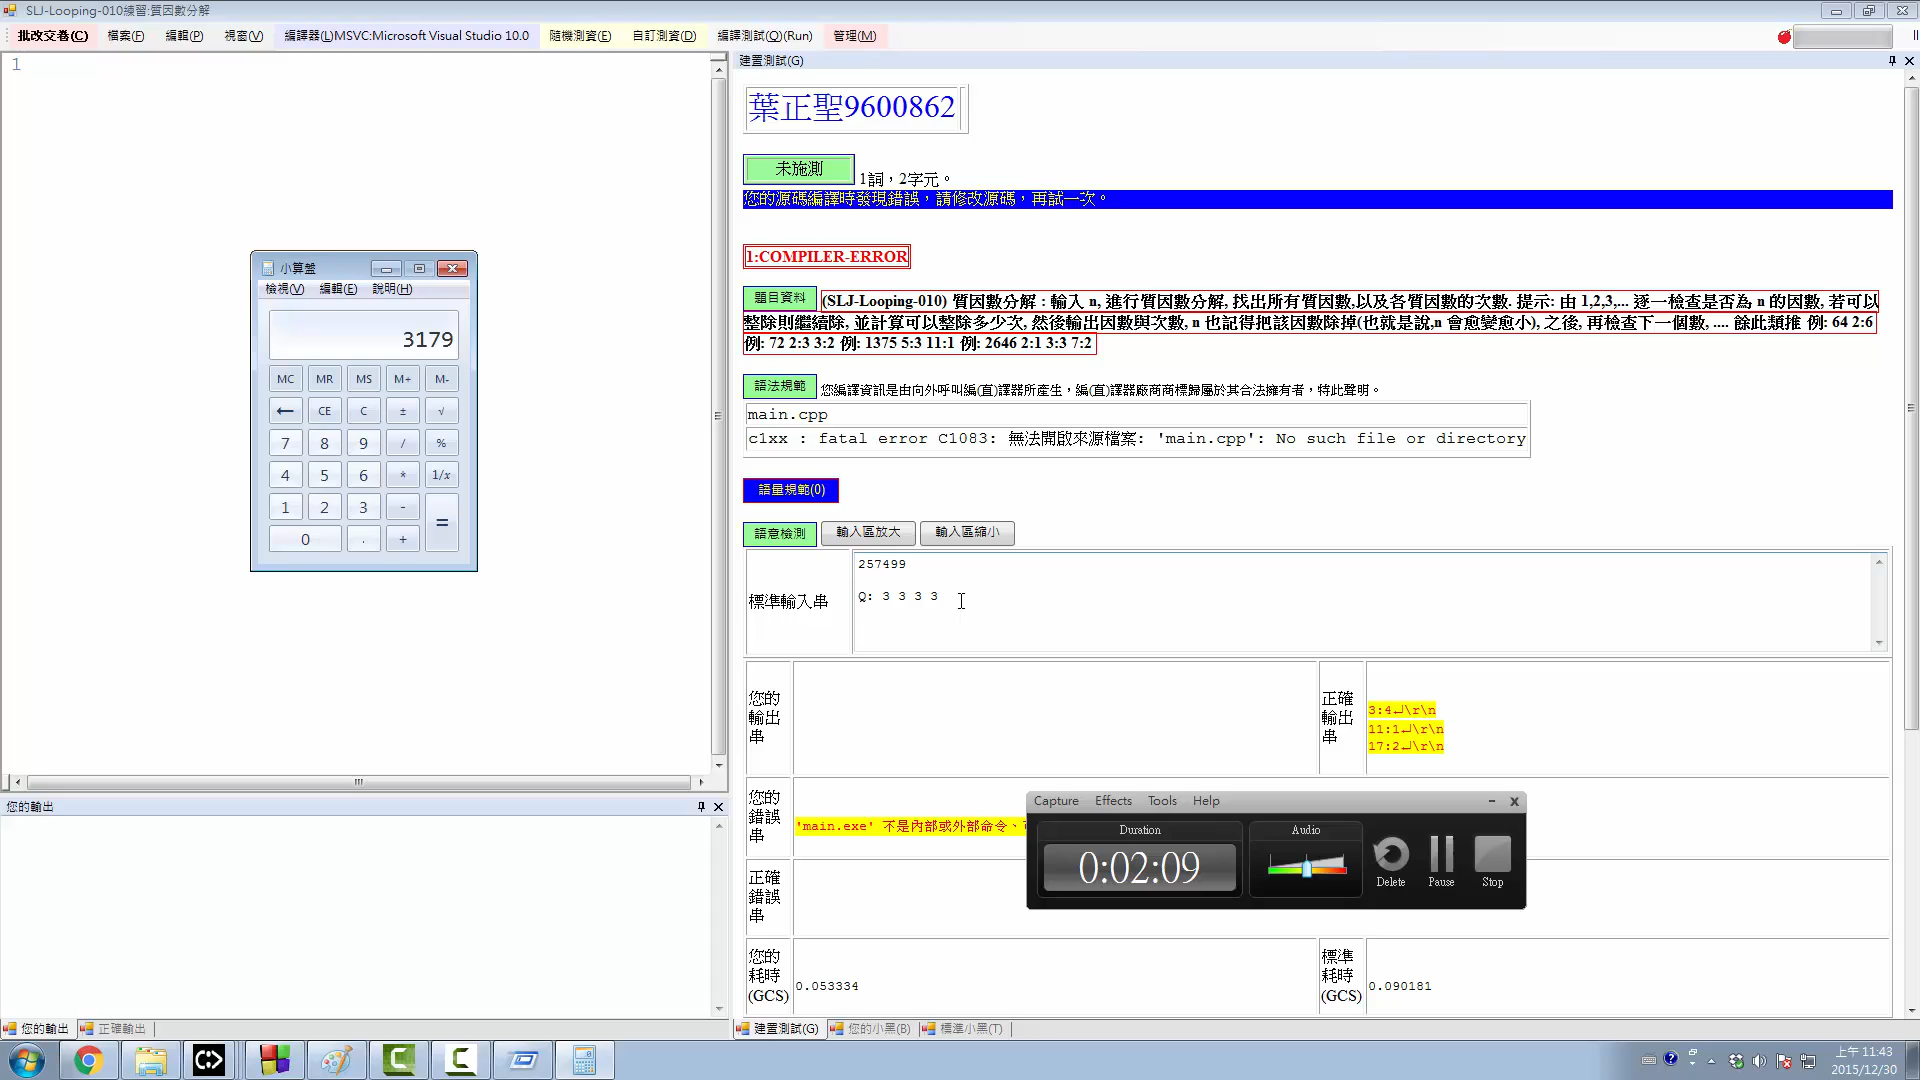 SLJ-Looping-010練習:質因數分解
批改交卷(C) 檔案(F) 編輯(P) 視窗(V) 編譯器(L)MSVC:Microsoft Visual Studio 10.0 隨機測資(E) 自訂測資(D) 編譯測試(Q)(Run) 管理(M)
1
建置測試(G)
葉正聖9600862
未施測 1詞，2字元。
您的源碼編譯時發現錯誤，請修改源碼，再試一次。
1:COMPILER-ERROR
題目資料 (SLJ-Looping-010) 質因數分解 : 輸入 n, 進行質因數分解, 找出所有質因數,以及各質因數的次數. 提示: 由 1,2,3,... 逐一檢查是否為 n 的因數, 若可以
整除則繼續除, 並計算可以整除多少次, 然後輸出因數與次數, n 也記得把該因數除掉(也就是說,n 會愈變愈小), 之後, 再檢查下一個數, .... 餘此類推 例: 64 2:6
例: 72 2:3 3:2 例: 1375 5:3 11:1 例: 2646 2:1 3:3 7:2
語法規範 您編譯資訊是由向外呼叫編(直)譯器所產生，編(直)譯器廠商商標歸屬於其合法擁有者，特此聲明。
main.cpp
c1xx : fatal error C1083: 無法開啟來源檔案: 'main.cpp': No such file or directory
語量規範(0)
語意檢測 輸入區放大 輸入區縮小
標準輸入串
257499
Q: 3 3 3 3
您的輸出串
正確輸出串
3:4↵\r\n
11:1↵\r\n
17:2↵\r\n
您的錯誤串
'main.exe' 不是內部或外部命令、
正確錯誤串
您的耗時(GCS)
0.053334
標準耗時(GCS)
0.090181
建置測試(G) 您的小黑(B) 標準小黑(T)
小算盤
檢視(V) 編輯(E) 說明(H)
3179
MC MR MS M+ M-
← CE C ± √
7 8 9 / %
4 5 6 * 1/x
1 2 3 - =
0 . +
您的輸出
您的輸出 正確輸出
Capture Effects Tools Help
Duration
0:02:09
Audio
Delete Pause Stop
上午 11:43
2015/12/30